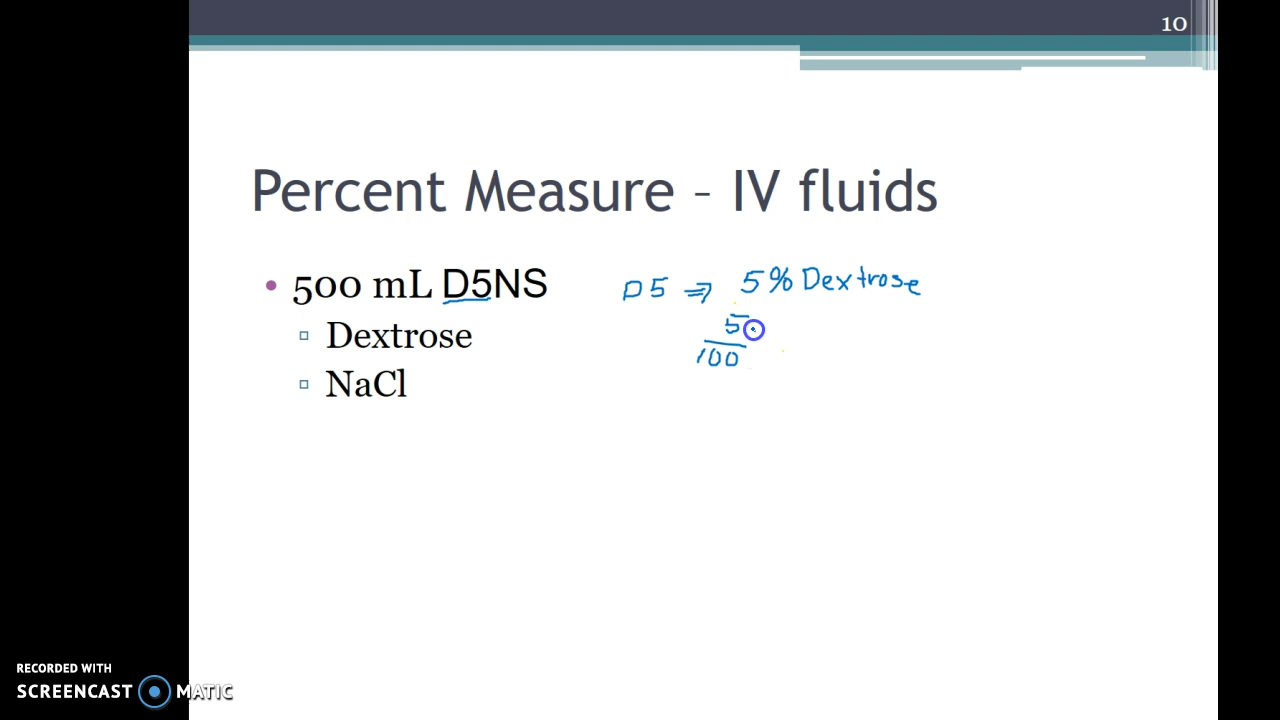 10
Percent Measure – IV fluids
• 500 mL D5NS
▫ Dextrose
▫ NaCl
D5 ⇒ 5% Dextrose
5
100
RECORDED WITH
SCREENCAST MATIC